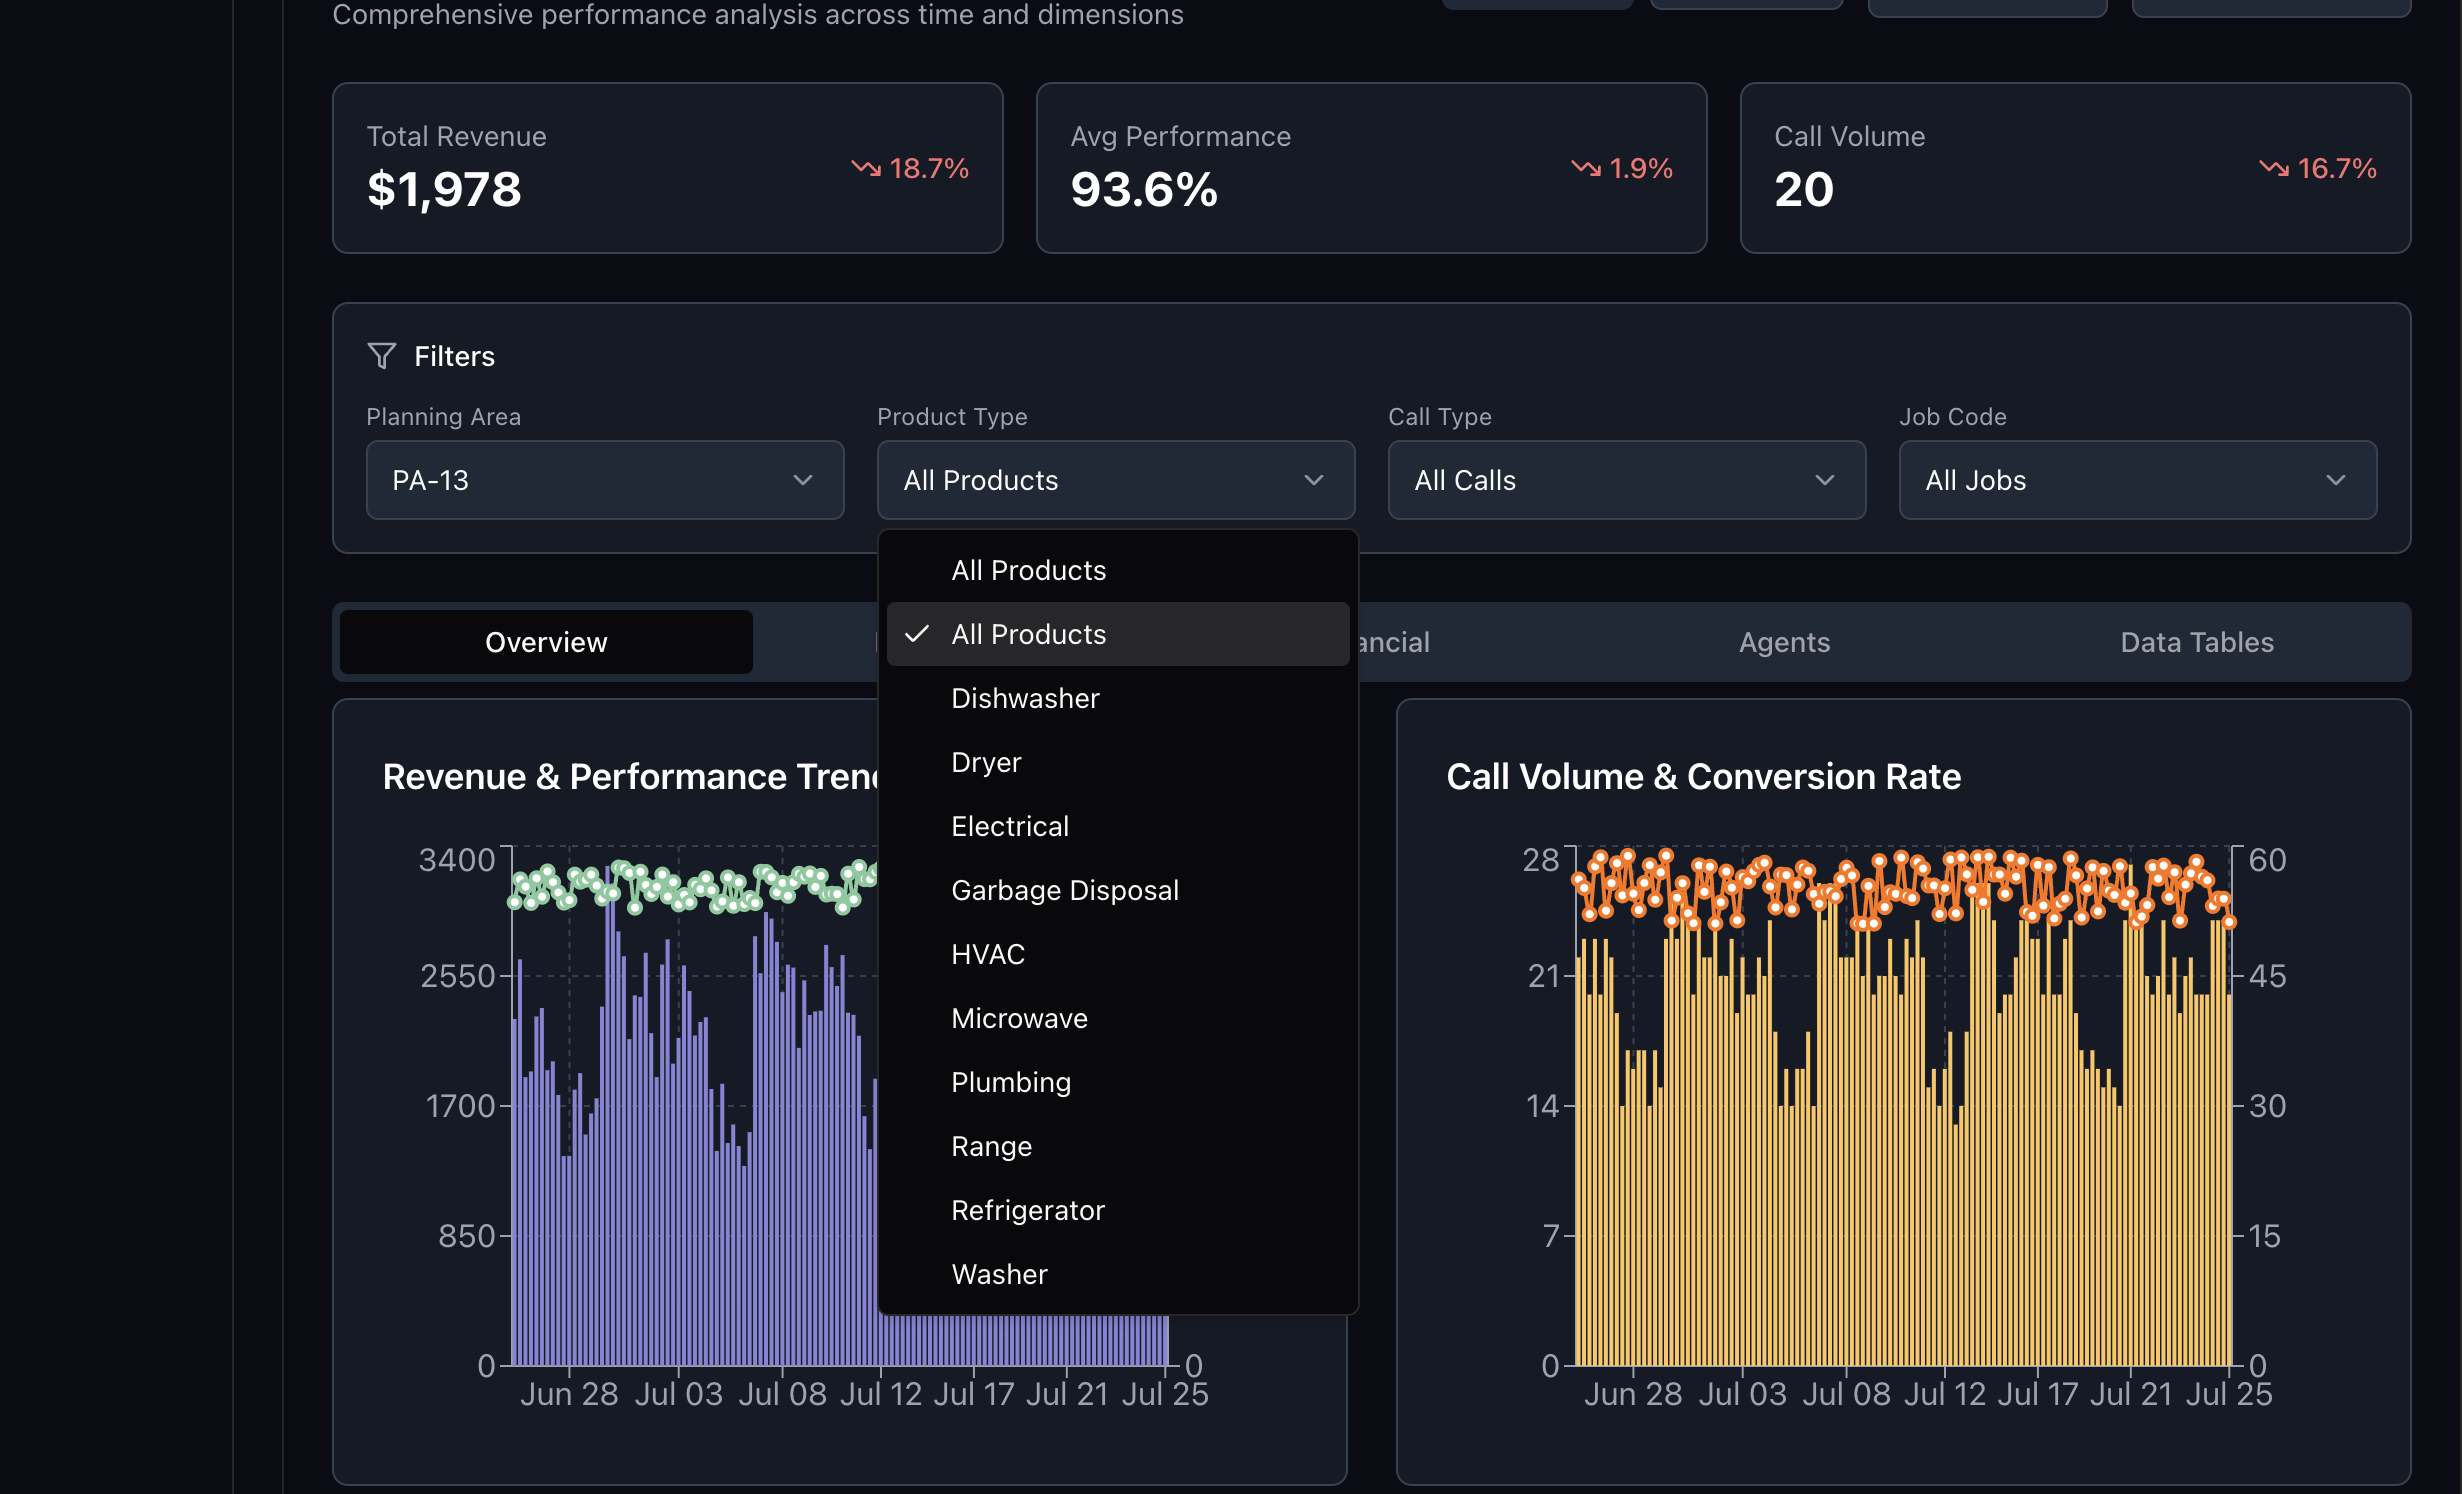 Comprehensive performance analysis across time and dimensions
Total Revenue
$1,978
18.7%
Avg Performance
93.6%
1.9%
Call Volume
20
16.7%
Filters
Planning Area
PA-13
Product Type
All Products
Call Type
All Calls
Job Code
All Jobs
All Products
All Products
Dishwasher
Dryer
Electrical
Garbage Disposal
HVAC
Microwave
Plumbing
Range
Refrigerator
Washer
Overview
ancial
Agents
Data Tables
Revenue & Performance Tren
3400
2550
1700
850
0
0
Jun 28 Jul 03 Jul 08 Jul 12 Jul 17 Jul 21 Jul 25
Call Volume & Conversion Rate
28
21
14
7
0
60
45
30
15
0
Jun 28 Jul 03 Jul 08 Jul 12 Jul 17 Jul 21 Jul 25